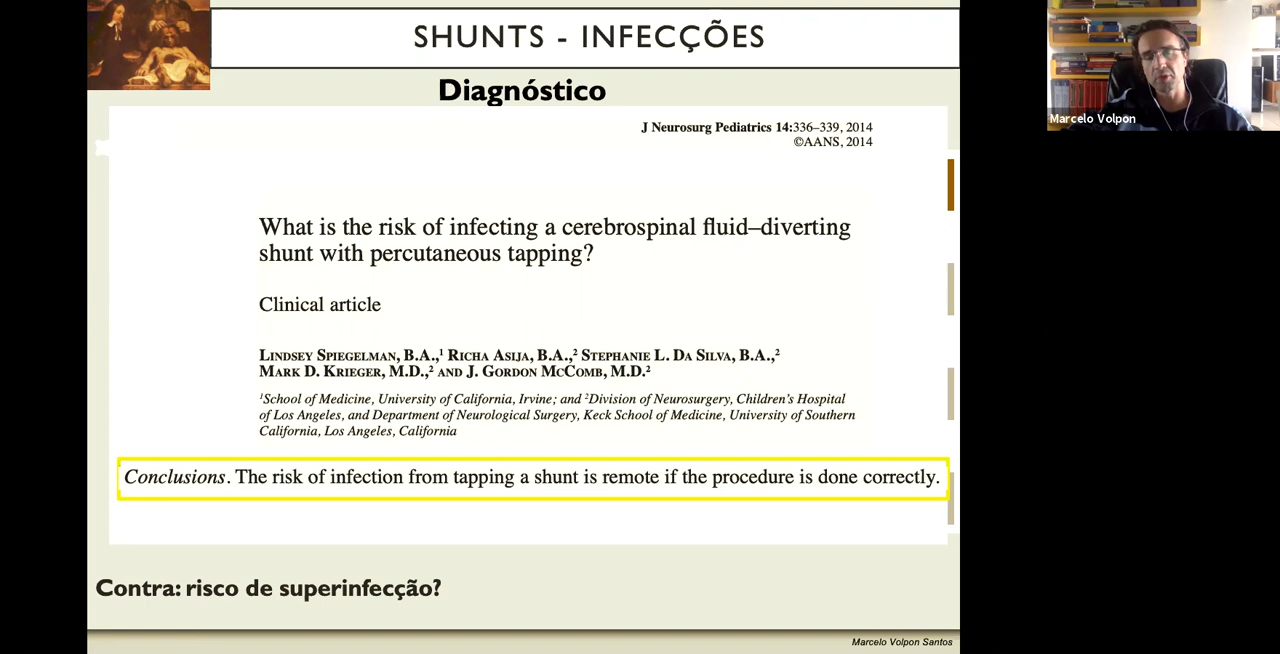 SHUNTS - INFECÇÕES
Diagnóstico
J Neurosurg Pediatrics 14:336–339, 2014
©AANS, 2014
What is the risk of infecting a cerebrospinal fluid–diverting
shunt with percutaneous tapping?
Clinical article
Lindsey Spiegelman, B.A.,¹ Richa Asija, B.A.,² Stephanie L. Da Silva, B.A.,²
Mark D. Krieger, M.D.,² and J. Gordon McComb, M.D.²
¹School of Medicine, University of California, Irvine; and ²Division of Neurosurgery, Children's Hospital
of Los Angeles, and Department of Neurological Surgery, Keck School of Medicine, University of Southern
California, Los Angeles, California
Conclusions. The risk of infection from tapping a shunt is remote if the procedure is done correctly.
Contra: risco de superinfecção?
Marcelo Volpon Santos
Marcelo Volpon